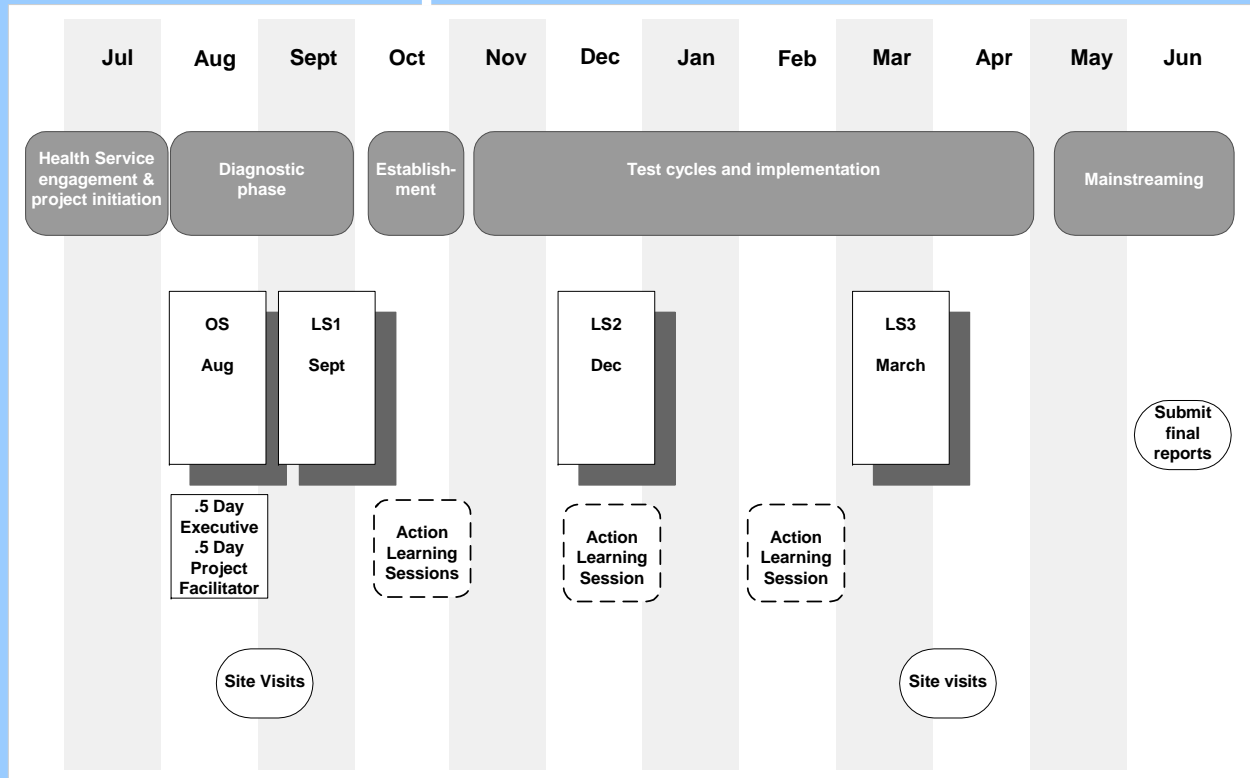 Jul Aug Sept Oct Nov Dec Jan Feb Mar Apr May Jun
Health Service
engagement &
project initiation
Diagnostic
phase
Establish-
ment
Test cycles and implementation
Mainstreaming
OS
Aug
LS1
Sept
LS2
Dec
LS3
March
Submit
final
reports
.5 Day
Executive
.5 Day
Project
Facilitator
Action
Learning
Sessions
Action
Learning
Session
Action
Learning
Session
Site Visits
Site visits